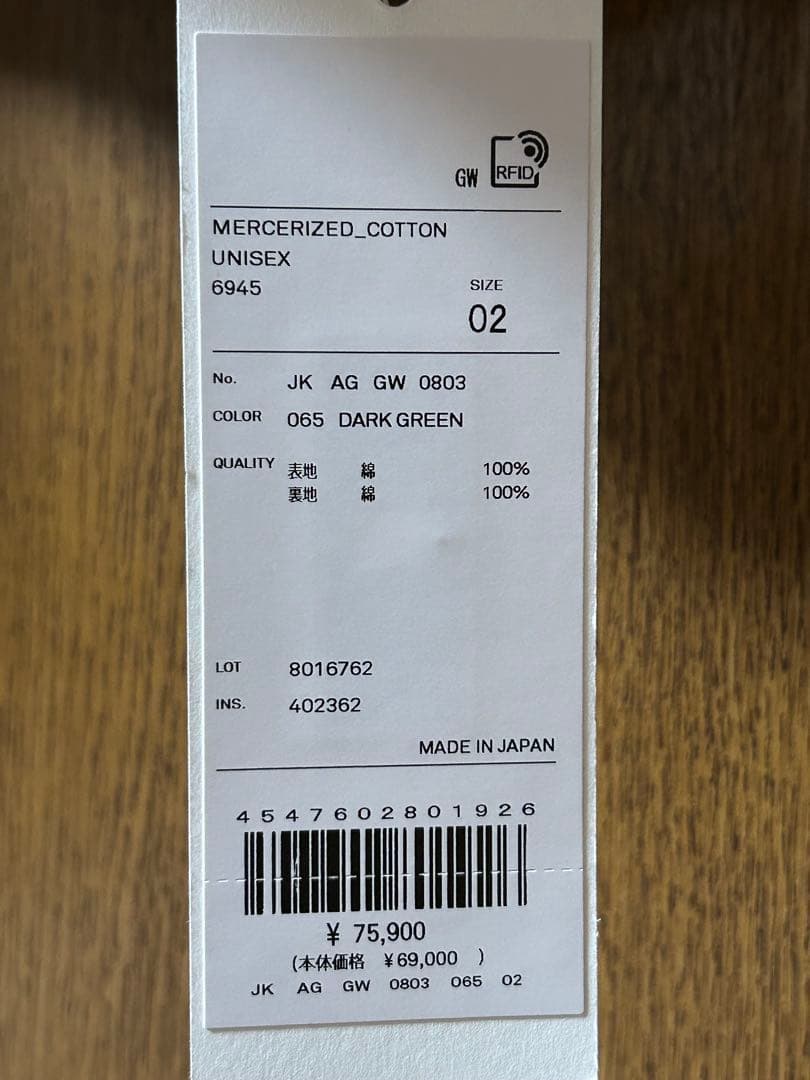 GW RFID
MERCERIZED_COTTON
UNISEX
6945
SIZE
02
No. JK AG GW 0803
COLOR 065 DARK GREEN
QUALITY 表地 綿 100%
裏地 綿 100%
LOT 8016762
INS. 402362
MADE IN JAPAN
4547602801926
¥ 75,900
(本体価格 ¥69,000 )
JK AG GW 0803 065 02